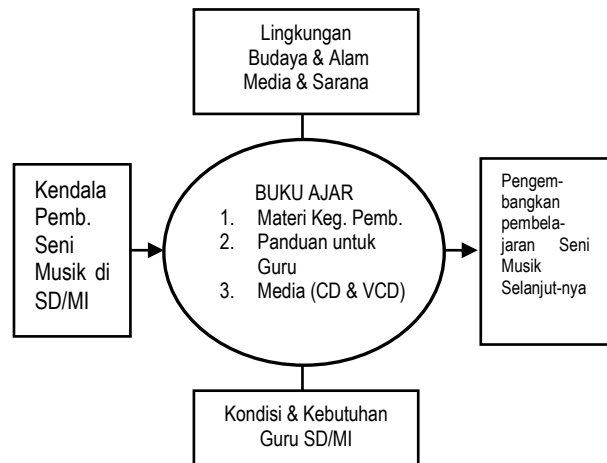 Lingkungan
Budaya & Alam
Media & Sarana
Kendala
Pemb.
Seni
Musik di
SD/MI
BUKU AJAR
1. Materi Keg. Pemb.
2. Panduan untuk
Guru
3. Media (CD & VCD)
Pengem-
bangkan
pembela-
jaran Seni
Musik
Selanjut-nya
Kondisi & Kebutuhan
Guru SD/MI